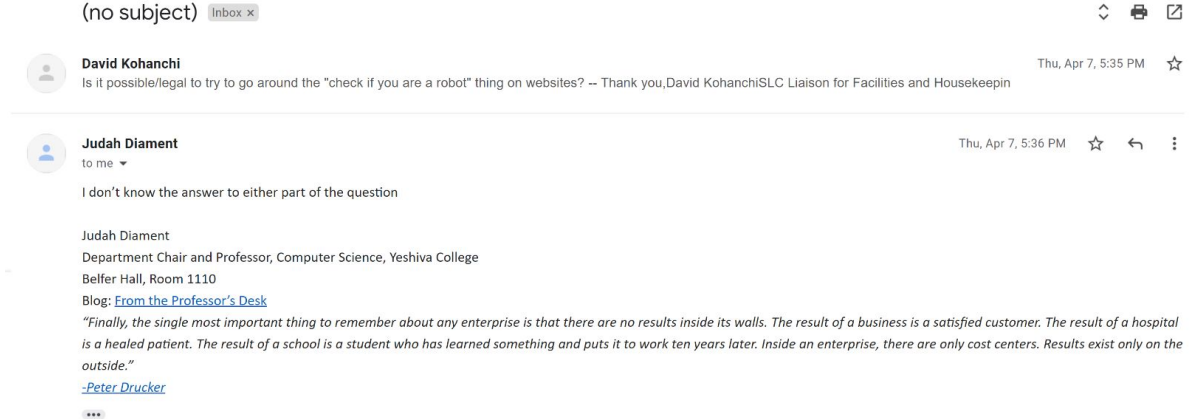 (no subject) Inbox ×
David Kohanchi Thu, Apr 7, 5:35 PM
Is it possible/legal to try to go around the "check if you are a robot" thing on websites? -- Thank you,David KohanchiSLC Liaison for Facilities and Housekeepin
Judah Diament Thu, Apr 7, 5:36 PM
to me
I don’t know the answer to either part of the question
Judah Diament
Department Chair and Professor, Computer Science, Yeshiva College
Belfer Hall, Room 1110
Blog: From the Professor’s Desk
“Finally, the single most important thing to remember about any enterprise is that there are no results inside its walls. The result of a business is a satisfied customer. The result of a hospital
is a healed patient. The result of a school is a student who has learned something and puts it to work ten years later. Inside an enterprise, there are only cost centers. Results exist only on the
outside.”
-Peter Drucker